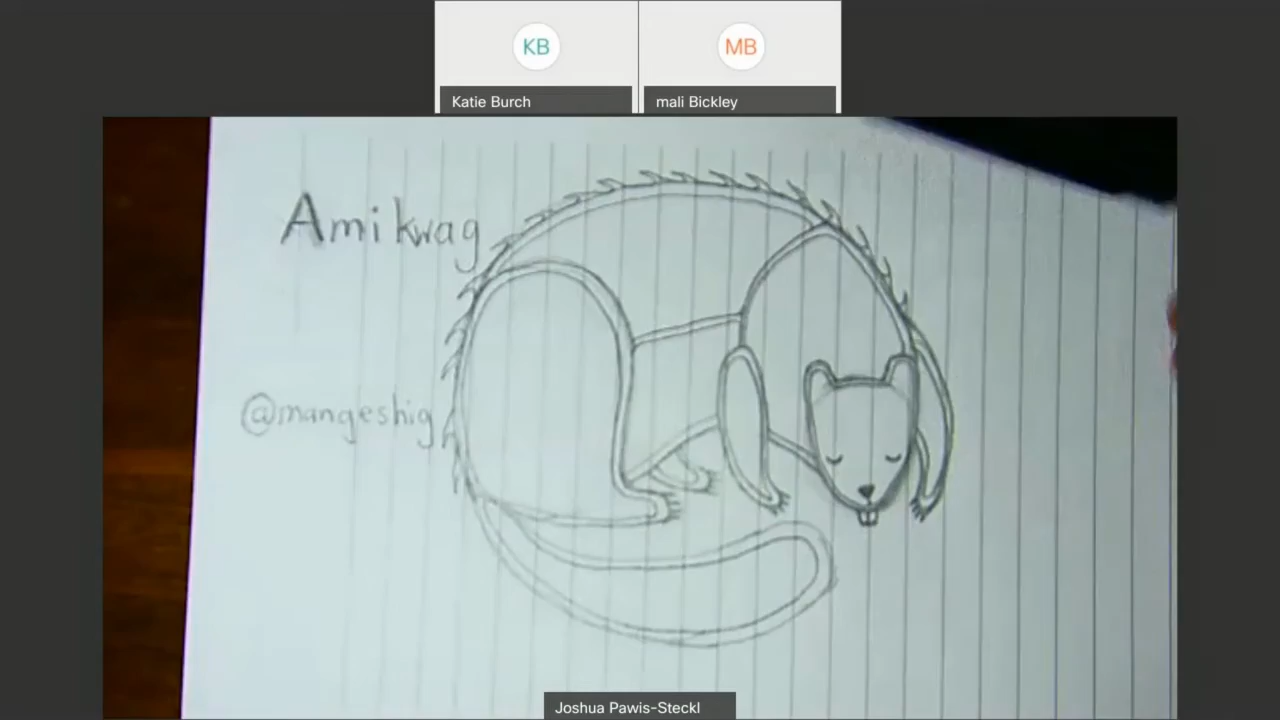 KB
MB
Katie Burch
mali Bickley
Amikwag
@mangeshig
Joshua Pawis-Steckl